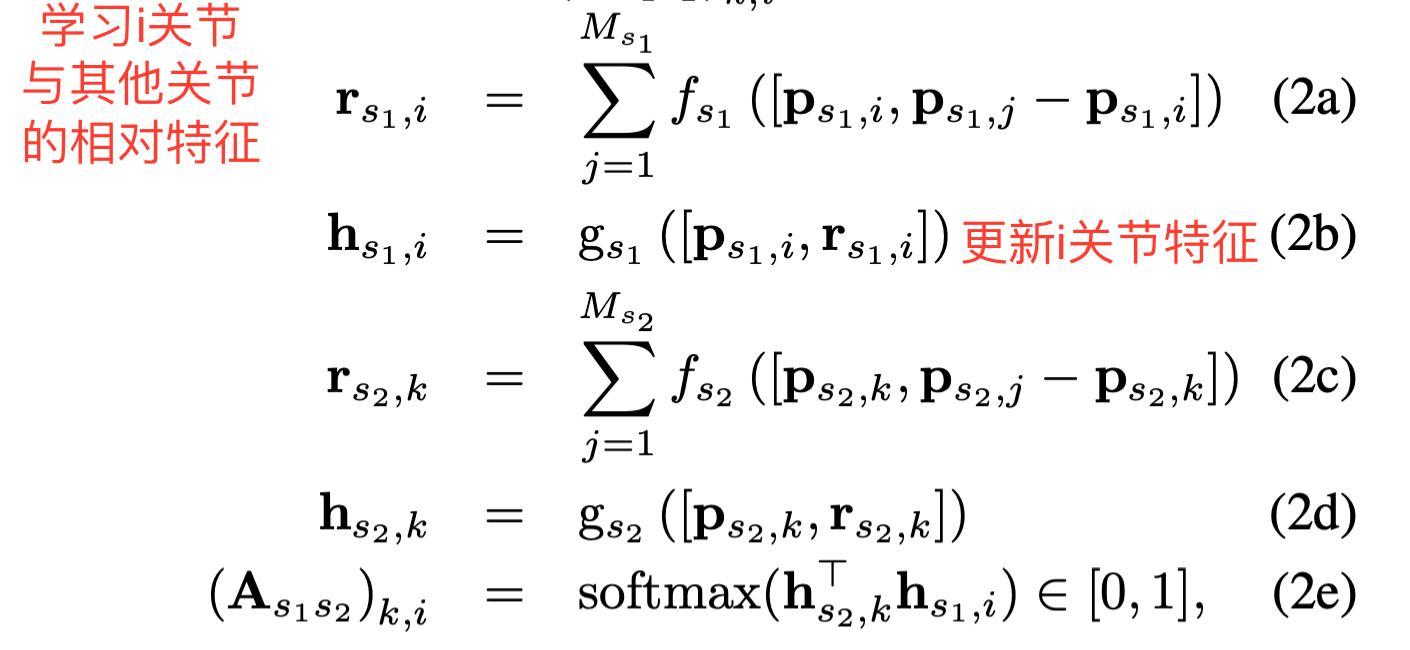 学习i关节
与其他关节
的相对特征
r_{s_1,i} = \sum_{j=1}^{M_{s_1}} f_{s_1} ([p_{s_1,i}, p_{s_1,j} − p_{s_1,i}]) (2a)
h_{s_1,i} = g_{s_1} ([p_{s_1,i}, r_{s_1,i}]) 更新i关节特征 (2b)
r_{s_2,k} = \sum_{j=1}^{M_{s_2}} f_{s_2} ([p_{s_2,k}, p_{s_2,j} − p_{s_2,k}]) (2c)
h_{s_2,k} = g_{s_2} ([p_{s_2,k}, r_{s_2,k}]) (2d)
(A_{s_1s_2})_{k,i} = softmax(h_{s_2,k}^⊤ h_{s_1,i}) ∈ [0, 1], (2e)